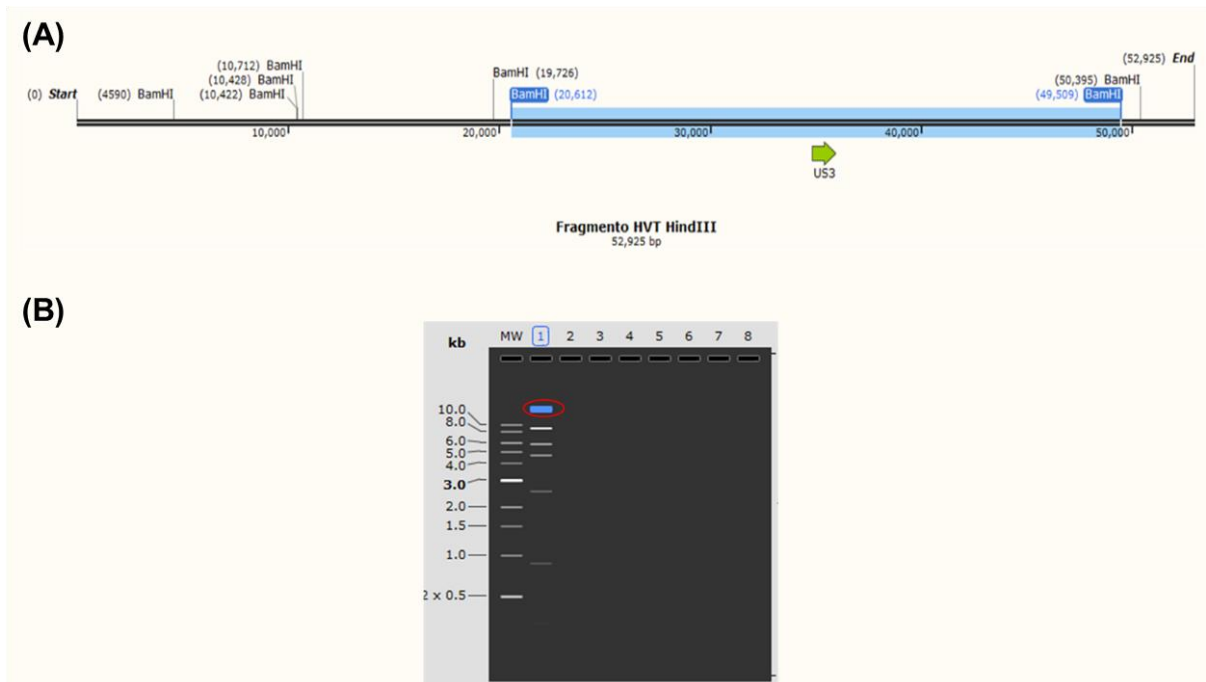 (A)
(0) Start
(4590) BamHI
(10,712) BamHI
(10,428) BamHI
(10,422) BamHI
BamHI (19,726)
BamHI (20,612)
(52,925) End
(50,395) BamHI
(49,509) BamHI
10,000
20,000
30,000
40,000
50,000
US3
Fragmento HVT HindIII
52,925 bp
(B)
kb
MW 1 2 3 4 5 6 7 8
10.0
8.0
6.0
5.0
4.0
3.0
2.0
1.5
1.0
2 × 0.5